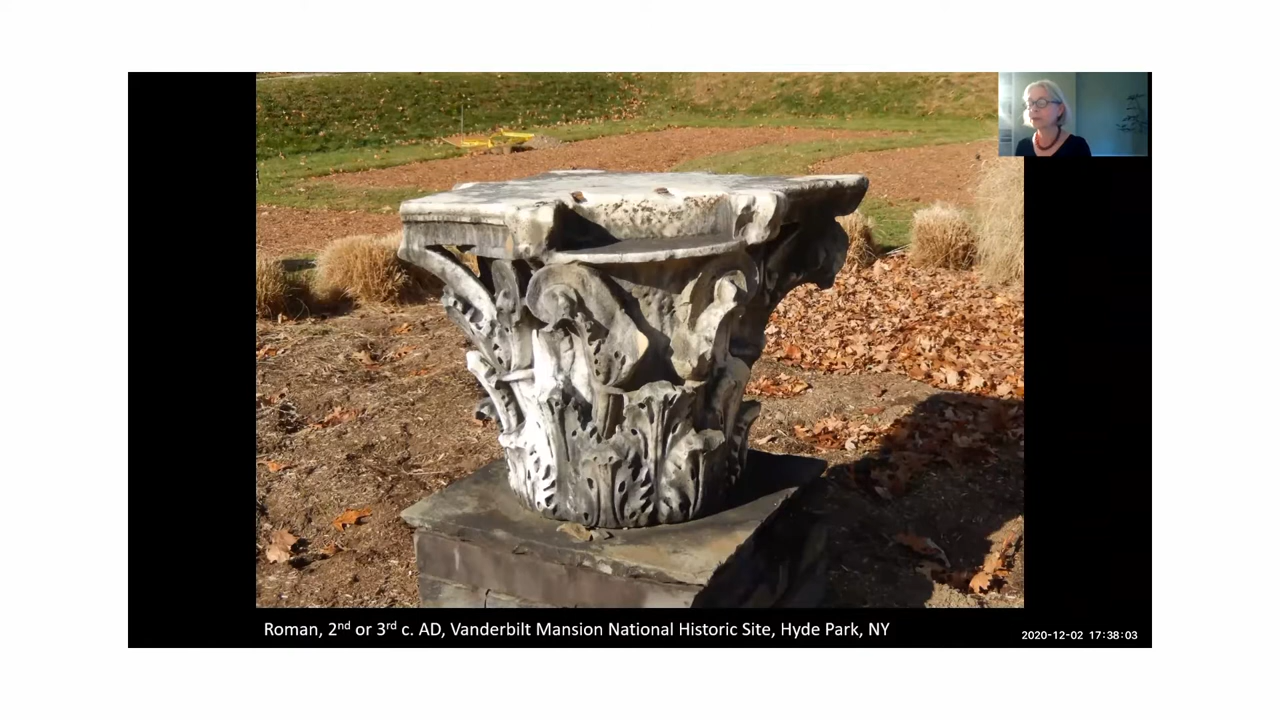 Roman, 2nd or 3rd c. AD, Vanderbilt Mansion National Historic Site, Hyde Park, NY
2020-12-02 17:38:03